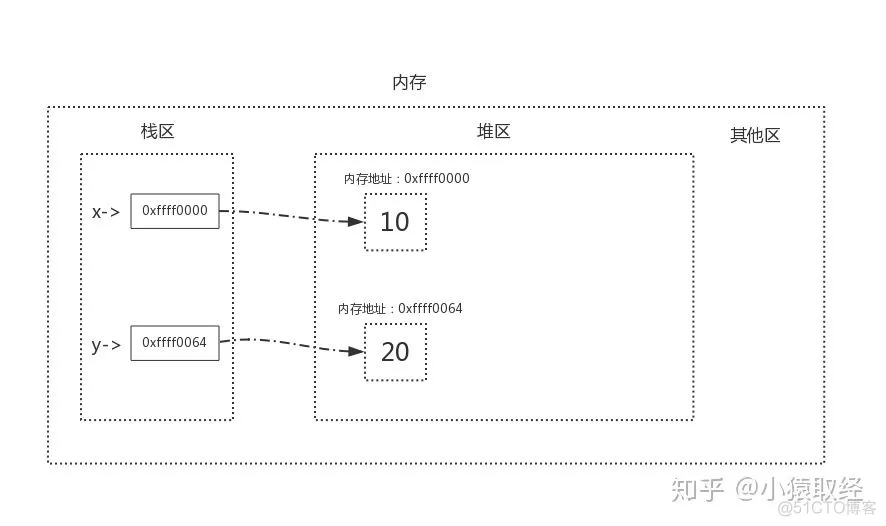 内存
栈区
堆区
其他区
内存地址：0xffff0000
x->
0xffff0000
10
内存地址：0xffff0064
y->
0xffff0064
20
知乎 @小猿取经
@51CTO博客